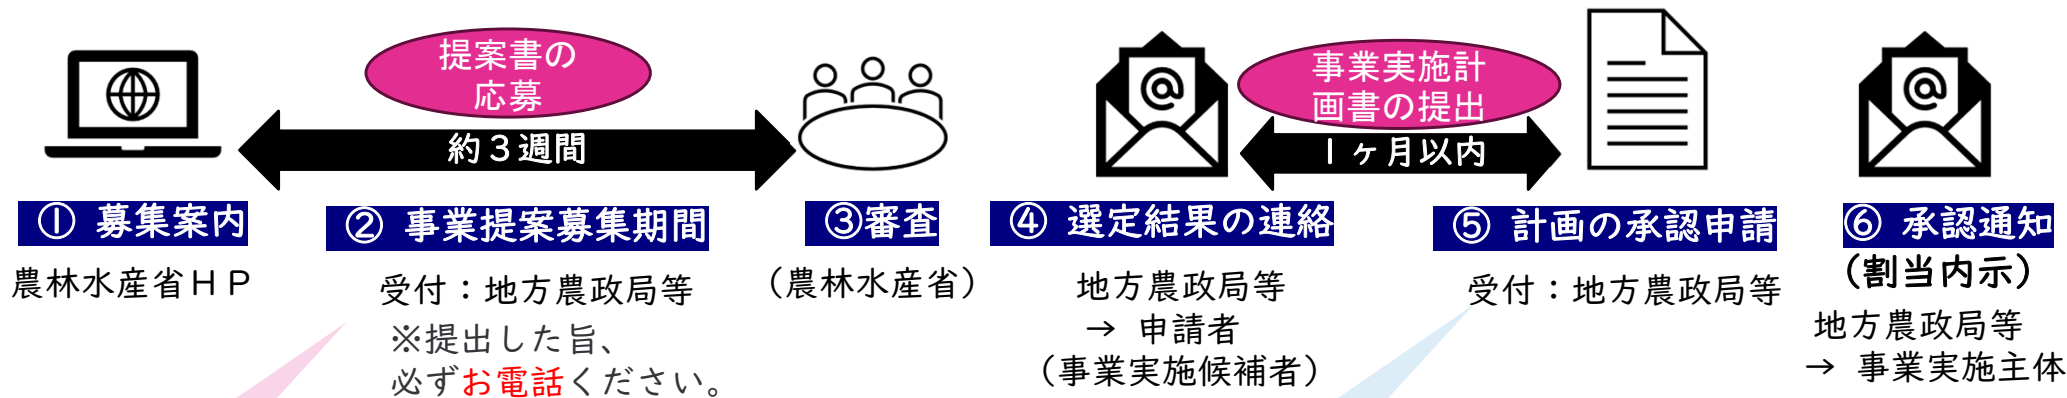 提案書の
応募
約３週間
事業実施計
画書の提出
１ヶ月以内
① 募集案内
農林水産省ＨＰ
② 事業提案募集期間
受付：地方農政局等
※提出した旨、
必ずお電話ください。
③審査
（農林水産省）
④ 選定結果の連絡
地方農政局等
→ 申請者
（事業実施候補者）
⑤ 計画の承認申請
受付：地方農政局等
⑥ 承認通知
（割当内示）
地方農政局等
→ 事業実施主体